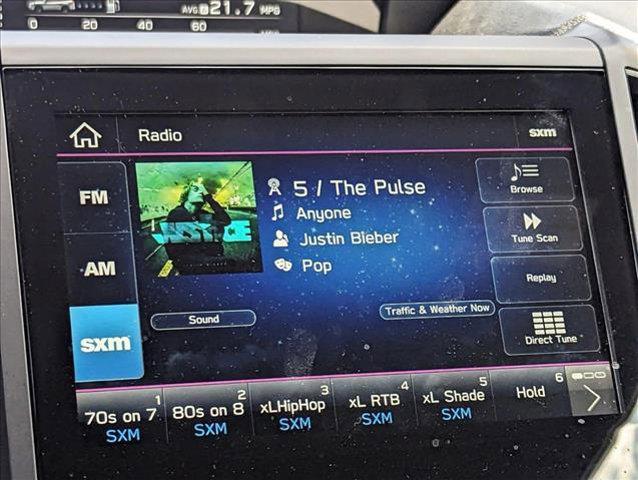 AVG 21.7 MPG
0 20 40 60
Radio
sxm
FM
5 / The Pulse
Browse
JUSTICE
Anyone
Tune Scan
AM
Justin Bieber
Pop
Replay
Sound
Traffic & Weather Now
sxm
Direct Tune
1 2 3 4 5 6
70s on 7 80s on 8 xLHipHop xL RTB xL Shade Hold
SXM SXM SXM SXM SXM